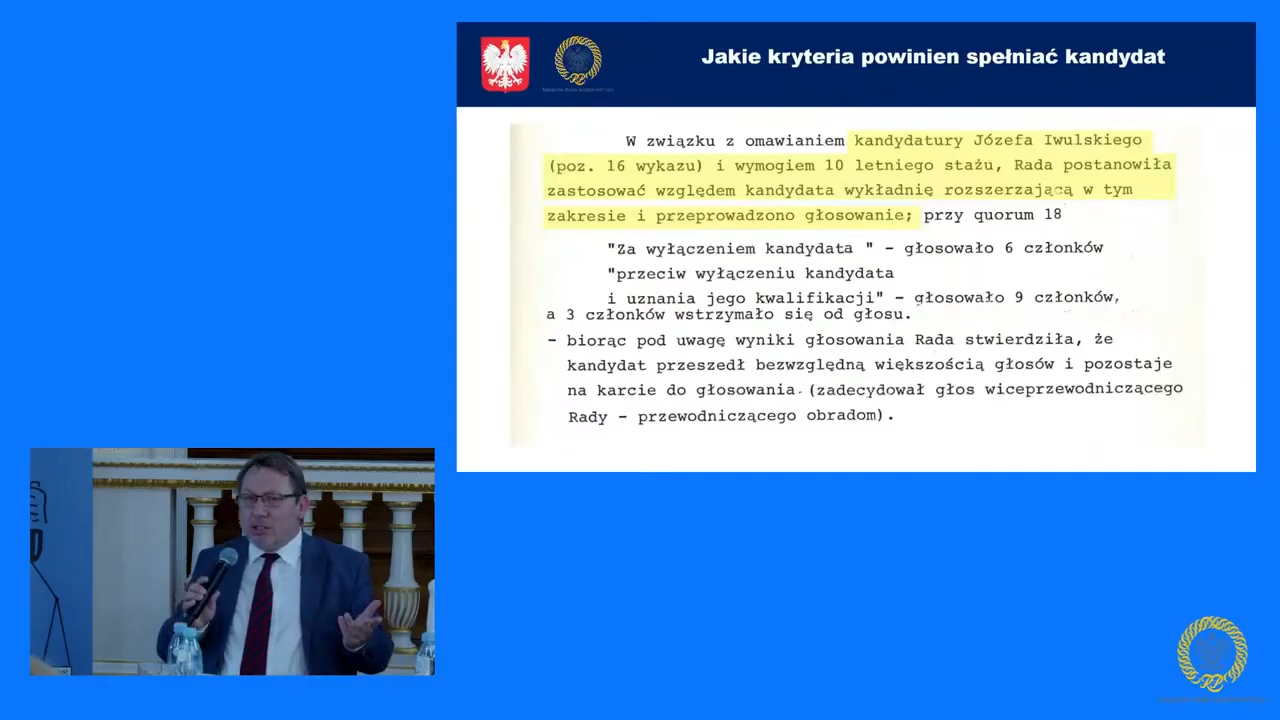 Jakie kryteria powinien spełniać kandydat
W związku z omawianiem kandydatury Józefa Iwulskiego
(poz. 16 wykazu) i wymogiem 10 letniego stażu, Rada postanowiła
zastosować względem kandydata wykładnię rozszerzającą w tym
zakresie i przeprowadzono głosowanie; przy quorum 18
"Za wyłączeniem kandydata " - głosowało 6 członków
"przeciw wyłączeniu kandydata
i uznania jego kwalifikacji" - głosowało 9 członków,
a 3 członków wstrzymało się od głosu.
- biorąc pod uwagę wyniki głosowania Rada stwierdziła, że
kandydat przeszedł bezwzględną większością głosów i pozostaje
na karcie do głosowania. (zadecydował głos wiceprzewodniczącego
Rady - przewodniczącego obradom).